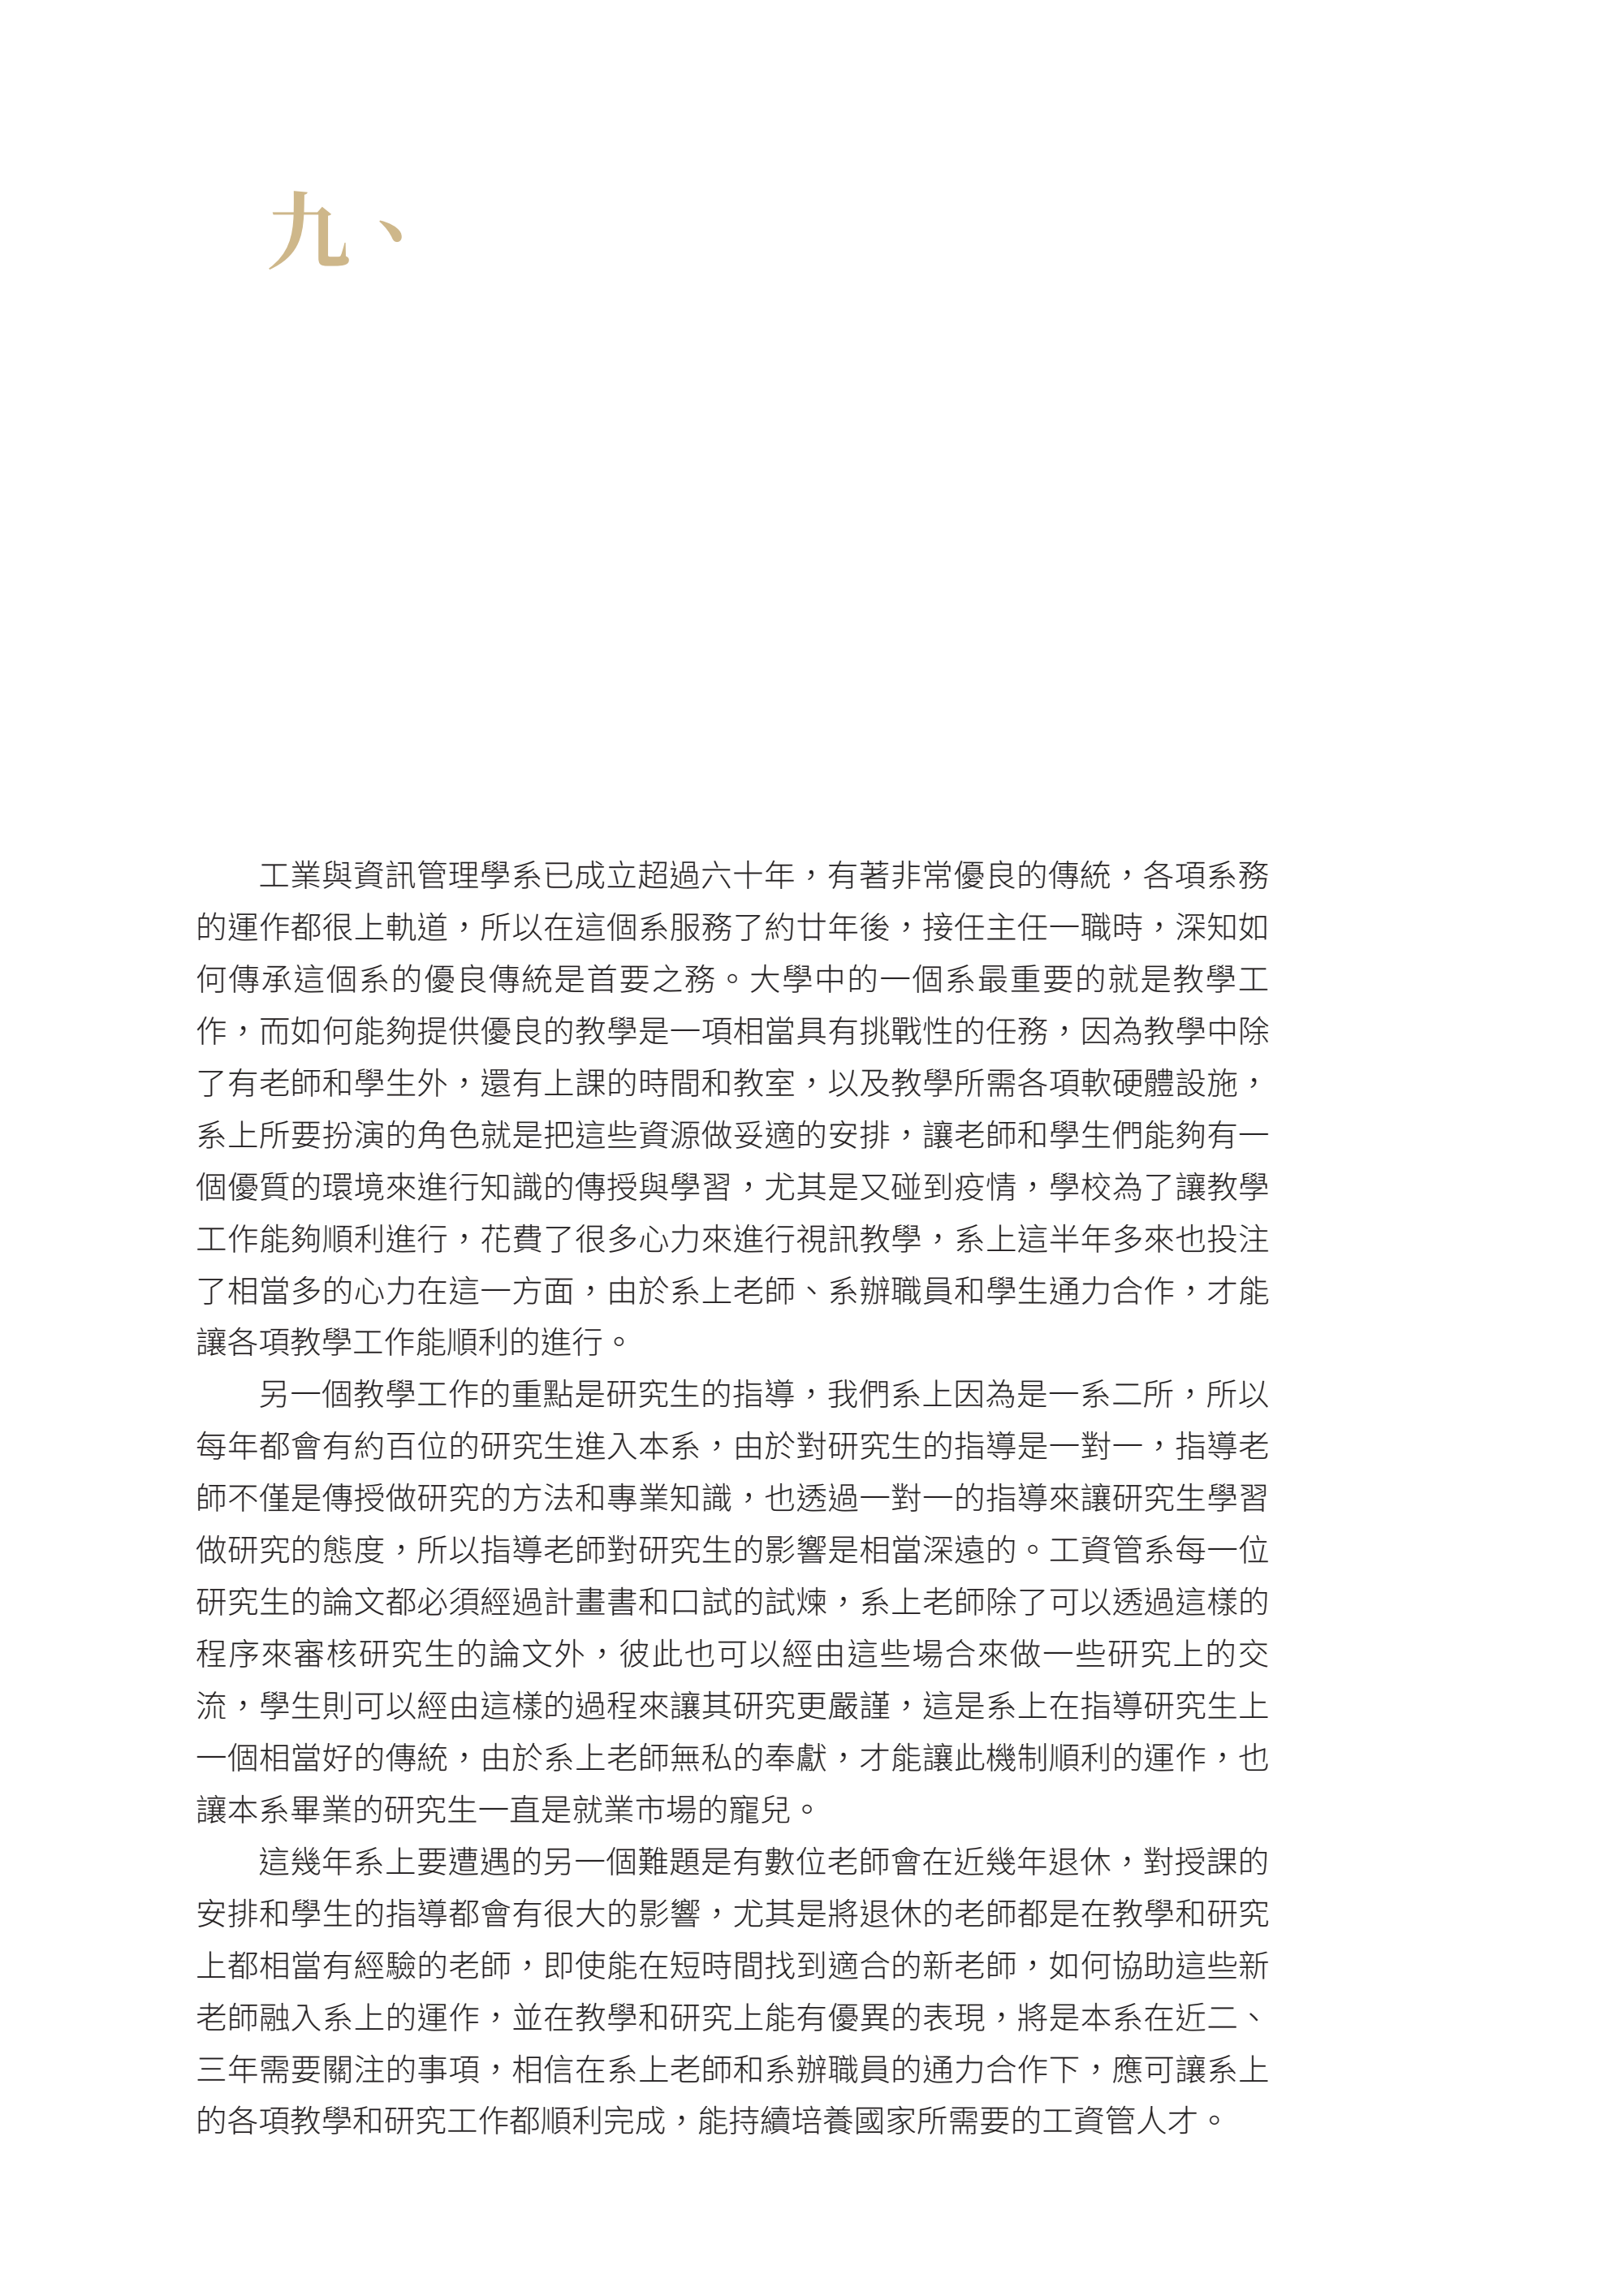 九、
工業與資訊管理學系已成立超過六十年，有著非常優良的傳統，各項系務
的運作都很上軌道，所以在這個系服務了約廿年後，接任主任一職時，深知如
何傳承這個系的優良傳統是首要之務。大學中的一個系最重要的就是教學工
作，而如何能夠提供優良的教學是一項相當具有挑戰性的任務，因為教學中除
了有老師和學生外，還有上課的時間和教室，以及教學所需各項軟硬體設施，
系上所要扮演的角色就是把這些資源做妥適的安排，讓老師和學生們能夠有一
個優質的環境來進行知識的傳授與學習，尤其是又碰到疫情，學校為了讓教學
工作能夠順利進行，花費了很多心力來進行視訊教學，系上這半年多來也投注
了相當多的心力在這一方面，由於系上老師、系辦職員和學生通力合作，才能
讓各項教學工作能順利的進行。
另一個教學工作的重點是研究生的指導，我們系上因為是一系二所，所以
每年都會有約百位的研究生進入本系，由於對研究生的指導是一對一，指導老
師不僅是傳授做研究的方法和專業知識，也透過一對一的指導來讓研究生學習
做研究的態度，所以指導老師對研究生的影響是相當深遠的。工資管系每一位
研究生的論文都必須經過計畫書和口試的試煉，系上老師除了可以透過這樣的
程序來審核研究生的論文外，彼此也可以經由這些場合來做一些研究上的交
流，學生則可以經由這樣的過程來讓其研究更嚴謹，這是系上在指導研究生上
一個相當好的傳統，由於系上老師無私的奉獻，才能讓此機制順利的運作，也
讓本系畢業的研究生一直是就業市場的寵兒。
這幾年系上要遭遇的另一個難題是有數位老師會在近幾年退休，對授課的
安排和學生的指導都會有很大的影響，尤其是將退休的老師都是在教學和研究
上都相當有經驗的老師，即使能在短時間找到適合的新老師，如何協助這些新
老師融入系上的運作，並在教學和研究上能有優異的表現，將是本系在近二、
三年需要關注的事項，相信在系上老師和系辦職員的通力合作下，應可讓系上
的各項教學和研究工作都順利完成，能持續培養國家所需要的工資管人才。